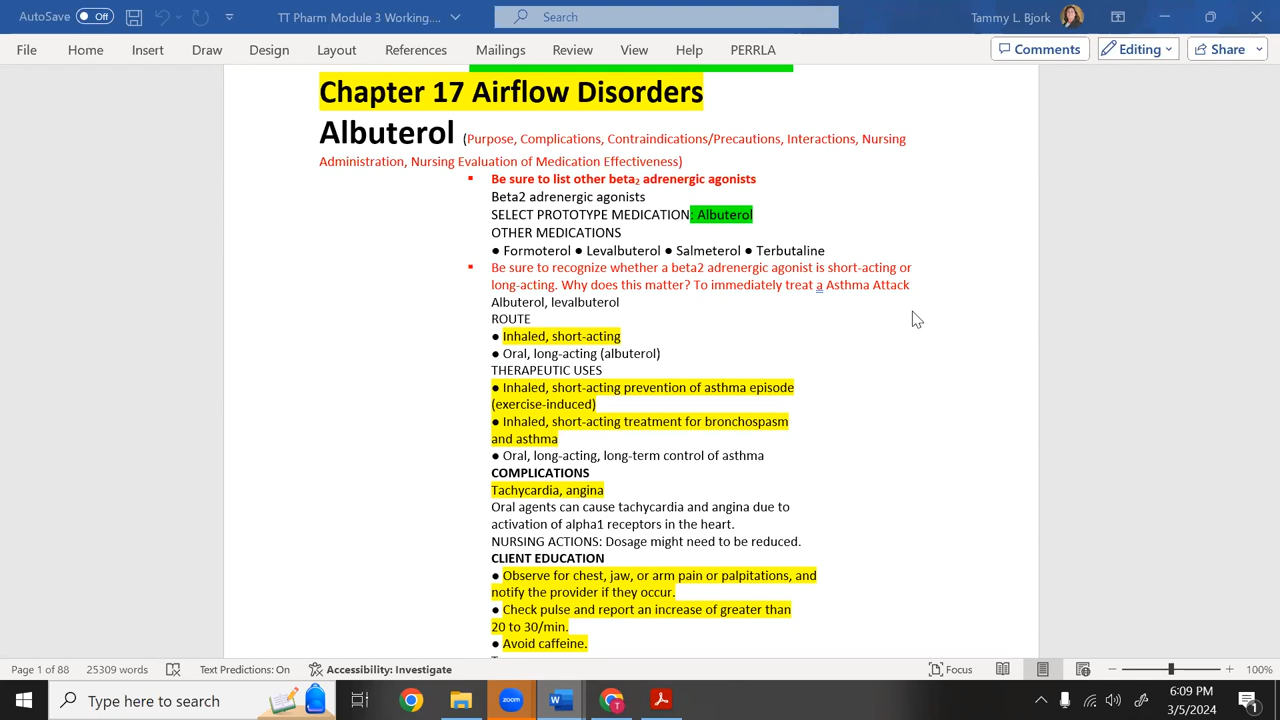 AutoSave Off TT Pharm Module 3 Working.... Search Tammy L Bjork
File Home Insert Draw Design Layout References Mailings Review View Help PERRLA Comments Editing Share
Chapter 17 Airflow Disorders
Albuterol (Purpose, Complications, Contraindications/Precautions, Interactions, Nursing
Administration, Nursing Evaluation of Medication Effectiveness)
▪ Be sure to list other beta₂ adrenergic agonists
Beta2 adrenergic agonists
SELECT PROTOTYPE MEDICATION: Albuterol
OTHER MEDICATIONS
● Formoterol ● Levalbuterol ● Salmeterol ● Terbutaline
▪ Be sure to recognize whether a beta2 adrenergic agonist is short-acting or
long-acting. Why does this matter? To immediately treat a Asthma Attack
Albuterol, levalbuterol
ROUTE
● Inhaled, short-acting
● Oral, long-acting (albuterol)
THERAPEUTIC USES
● Inhaled, short-acting prevention of asthma episode
(exercise-induced)
● Inhaled, short-acting treatment for bronchospasm
and asthma
● Oral, long-acting, long-term control of asthma
COMPLICATIONS
Tachycardia, angina
Oral agents can cause tachycardia and angina due to
activation of alpha1 receptors in the heart.
NURSING ACTIONS: Dosage might need to be reduced.
CLIENT EDUCATION
● Observe for chest, jaw, or arm pain or palpitations, and
notify the provider if they occur.
● Check pulse and report an increase of greater than
20 to 30/min.
● Avoid caffeine.
Page 1 of 88 25309 words Text Predictions: On Accessibility: Investigate Focus 100%
Type here to search zoom 6:09 PM
3/5/2024